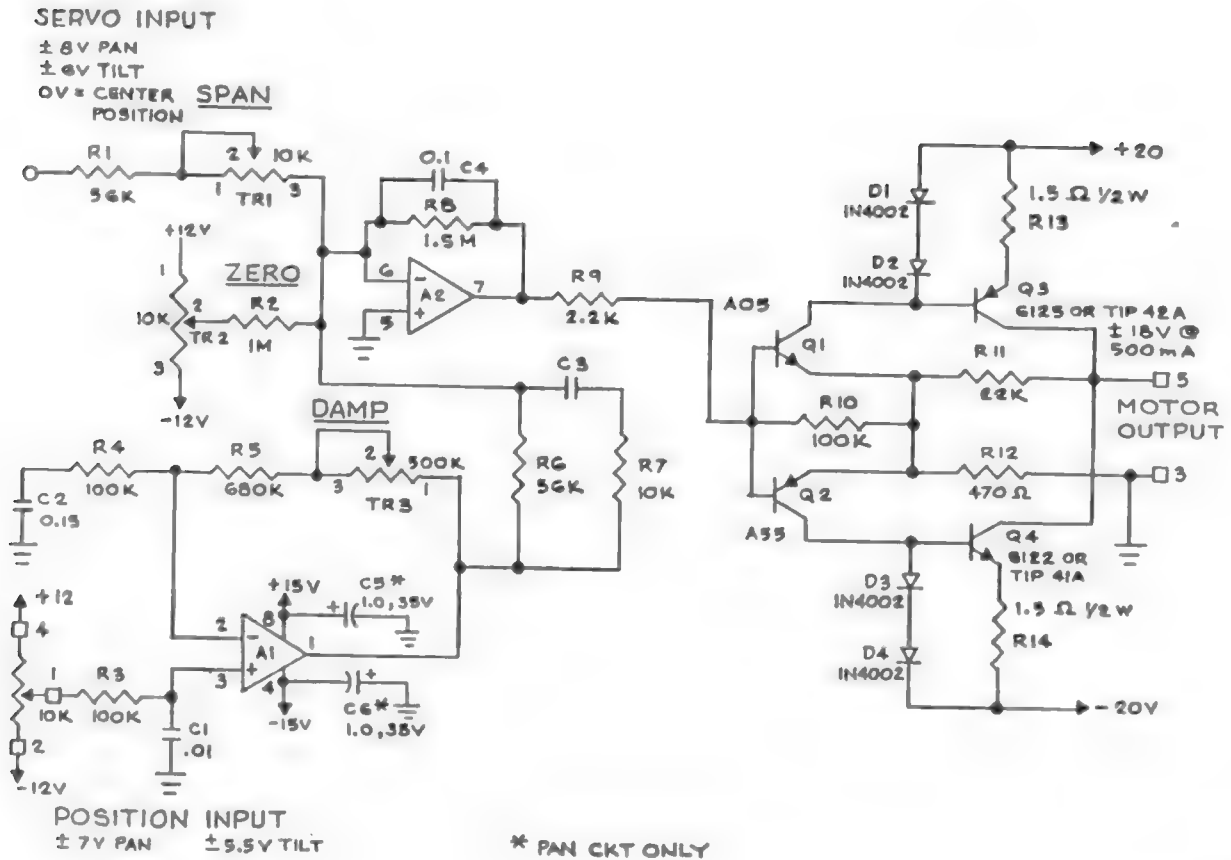 SERVO INPUT
± 8V PAN
± 6V TILT
0V = CENTER
POSITION
SPAN
R1
56K
2
10K
1
TR1
3
+12V
1
ZERO
2
10K
TR2
3
-12V
R2
1M
0.1
C4
R8
1.5M
6
-
A2
7
5
+
R9
2.2K
DAMP
R4
100K
R5
680K
2
500K
3
TR3
1
C2
0.15
C3
R6
56K
R7
10K
+12
4
1
10K
2
-12V
R3
100K
C1
.01
+15V
C5*
+
1.0, 35V
8
2
-
A1
1
3
+
4
-15V
+
C6*
1.0, 35V
POSITION INPUT
± 7V PAN
± 5.5V TILT
* PAN CKT ONLY
+20
D1
1N4002
1.5 Ω 1/2 W
R13
D2
1N4002
A05
Q3
6125 OR TIP 42A
± 18V @
500mA
Q1
R11
22K
5
MOTOR
OUTPUT
R10
100K
R12
470 Ω
3
Q2
A55
Q4
6122 OR
TIP 41A
D3
1N4002
1.5 Ω 1/2 W
R14
D4
1N4002
- 20V